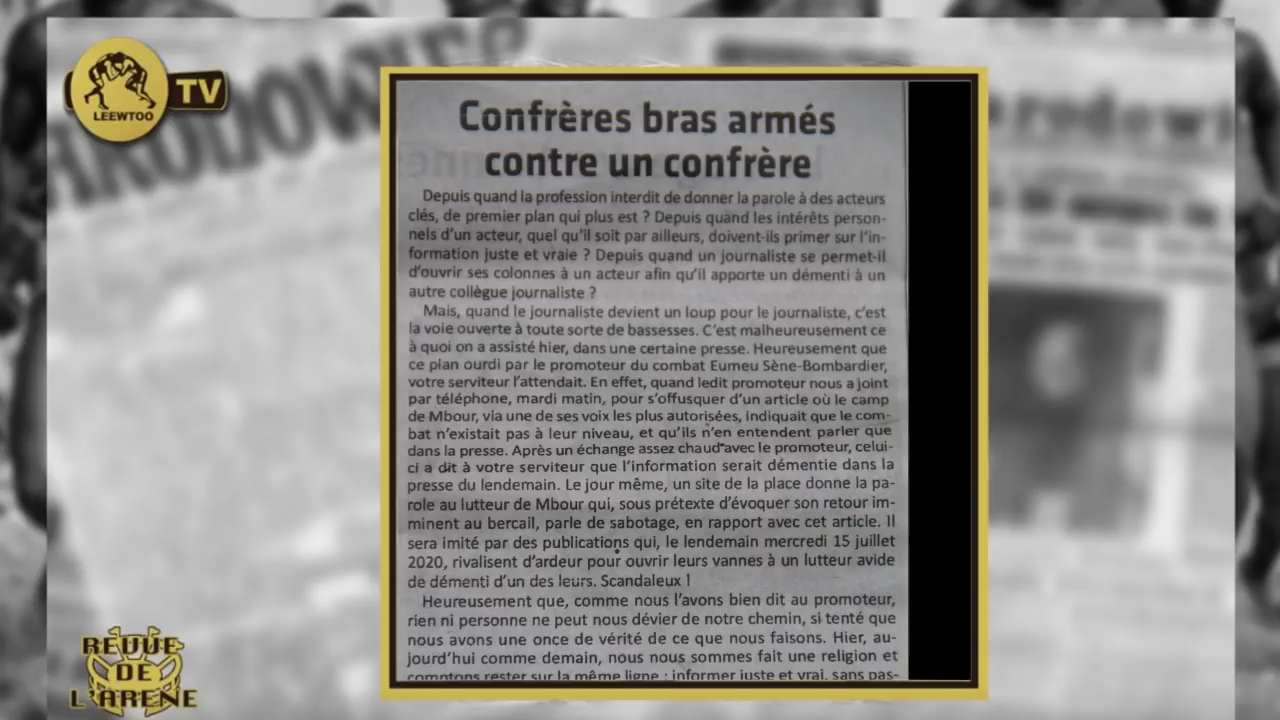 LEEWTOO
TV
Confrères bras armés
contre un confrère
Depuis quand la profession interdit de donner la parole à des acteurs
clés, de premier plan qui plus est ? Depuis quand les intérêts person-
nels d'un acteur, quel qu'il soit par ailleurs, doivent-ils primer sur l'in-
formation juste et vraie ? Depuis quand un journaliste se permet-il
d'ouvrir ses colonnes à un acteur afin qu'il apporte un démenti à un
autre collègue journaliste ?
Mais, quand le journaliste devient un loup pour le journaliste, c'est
la voie ouverte à toute sorte de bassesses. C'est malheureusement ce
à quoi on a assisté hier, dans une certaine presse. Heureusement que
ce plan ourdi par le promoteur du combat Eumeu Sène-Bombardier,
votre serviteur l'attendait. En effet, quand ledit promoteur nous a joint
par téléphone, mardi matin, pour s'offusquer d'un article où le camp
de Mbour, via une de ses voix les plus autorisées, indiquait que le com-
bat n'existait pas à leur niveau, et qu'ils n'en entendent parler que
dans la presse. Après un échange assez chaud avec le promoteur, celui-
ci a dit à votre serviteur que l'information serait démentie dans la
presse du lendemain. Le jour même, un site de la place donne la pa-
role au lutteur de Mbour qui, sous prétexte d'évoquer son retour im-
minent au bercail, parle de sabotage, en rapport avec cet article. Il
sera imité par des publications qui, le lendemain mercredi 15 juillet
2020, rivalisent d'ardeur pour ouvrir leurs vannes à un lutteur avide
de démenti d'un des leurs. Scandaleux !
Heureusement que, comme nous l'avons bien dit au promoteur,
rien ni personne ne peut nous dévier de notre chemin, si tenté que
nous avons une once de vérité de ce que nous faisons. Hier, au-
jourd'hui comme demain, nous nous sommes fait une religion et
comptons rester sur la même ligne : informer juste et vrai, sans pas-
REVUE
DE
L'ARENE